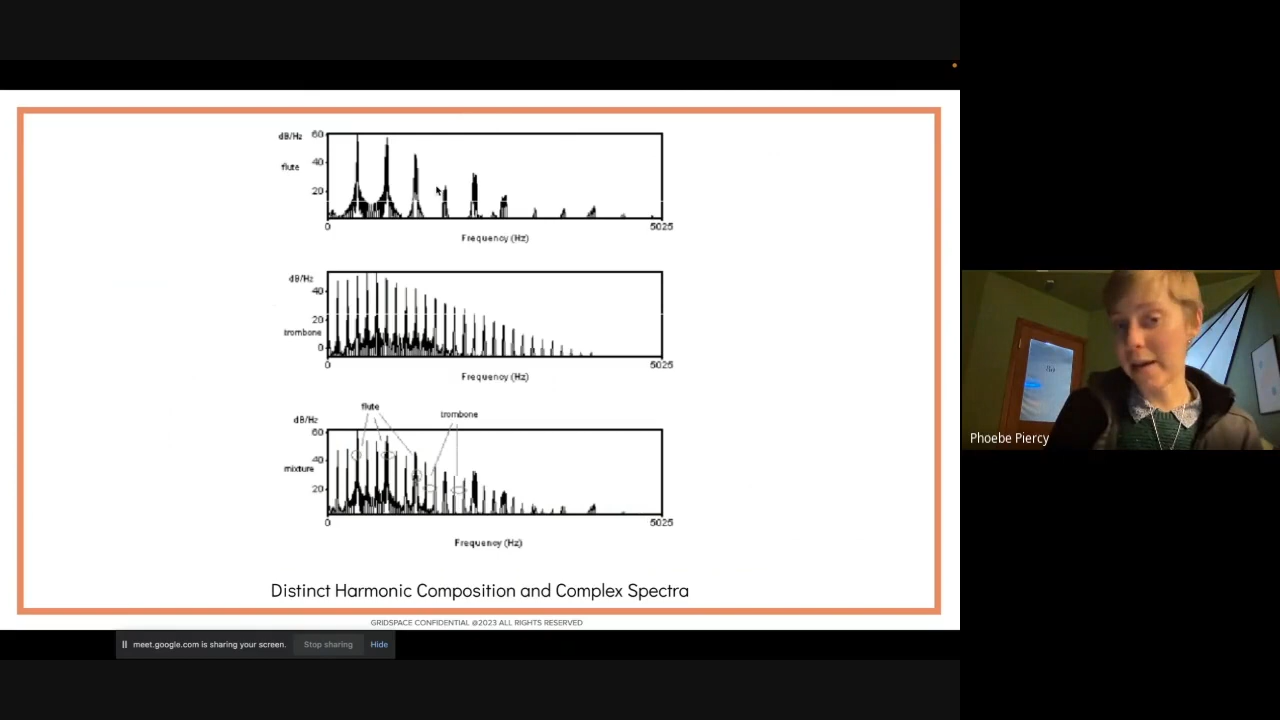 dB/Hz
60
flute
40
20
0
5025
Frequency (Hz)
dB/Hz
40
20
trombone
0
0
5025
Frequency (Hz)
flute
trombone
dB/Hz
60
40
mixture
20
0
5025
Frequency (Hz)
Distinct Harmonic Composition and Complex Spectra
GRIDSPACE CONFIDENTIAL @2023 ALL RIGHTS RESERVED
meet.google.com is sharing your screen.
Stop sharing
Hide
Phoebe Piercy